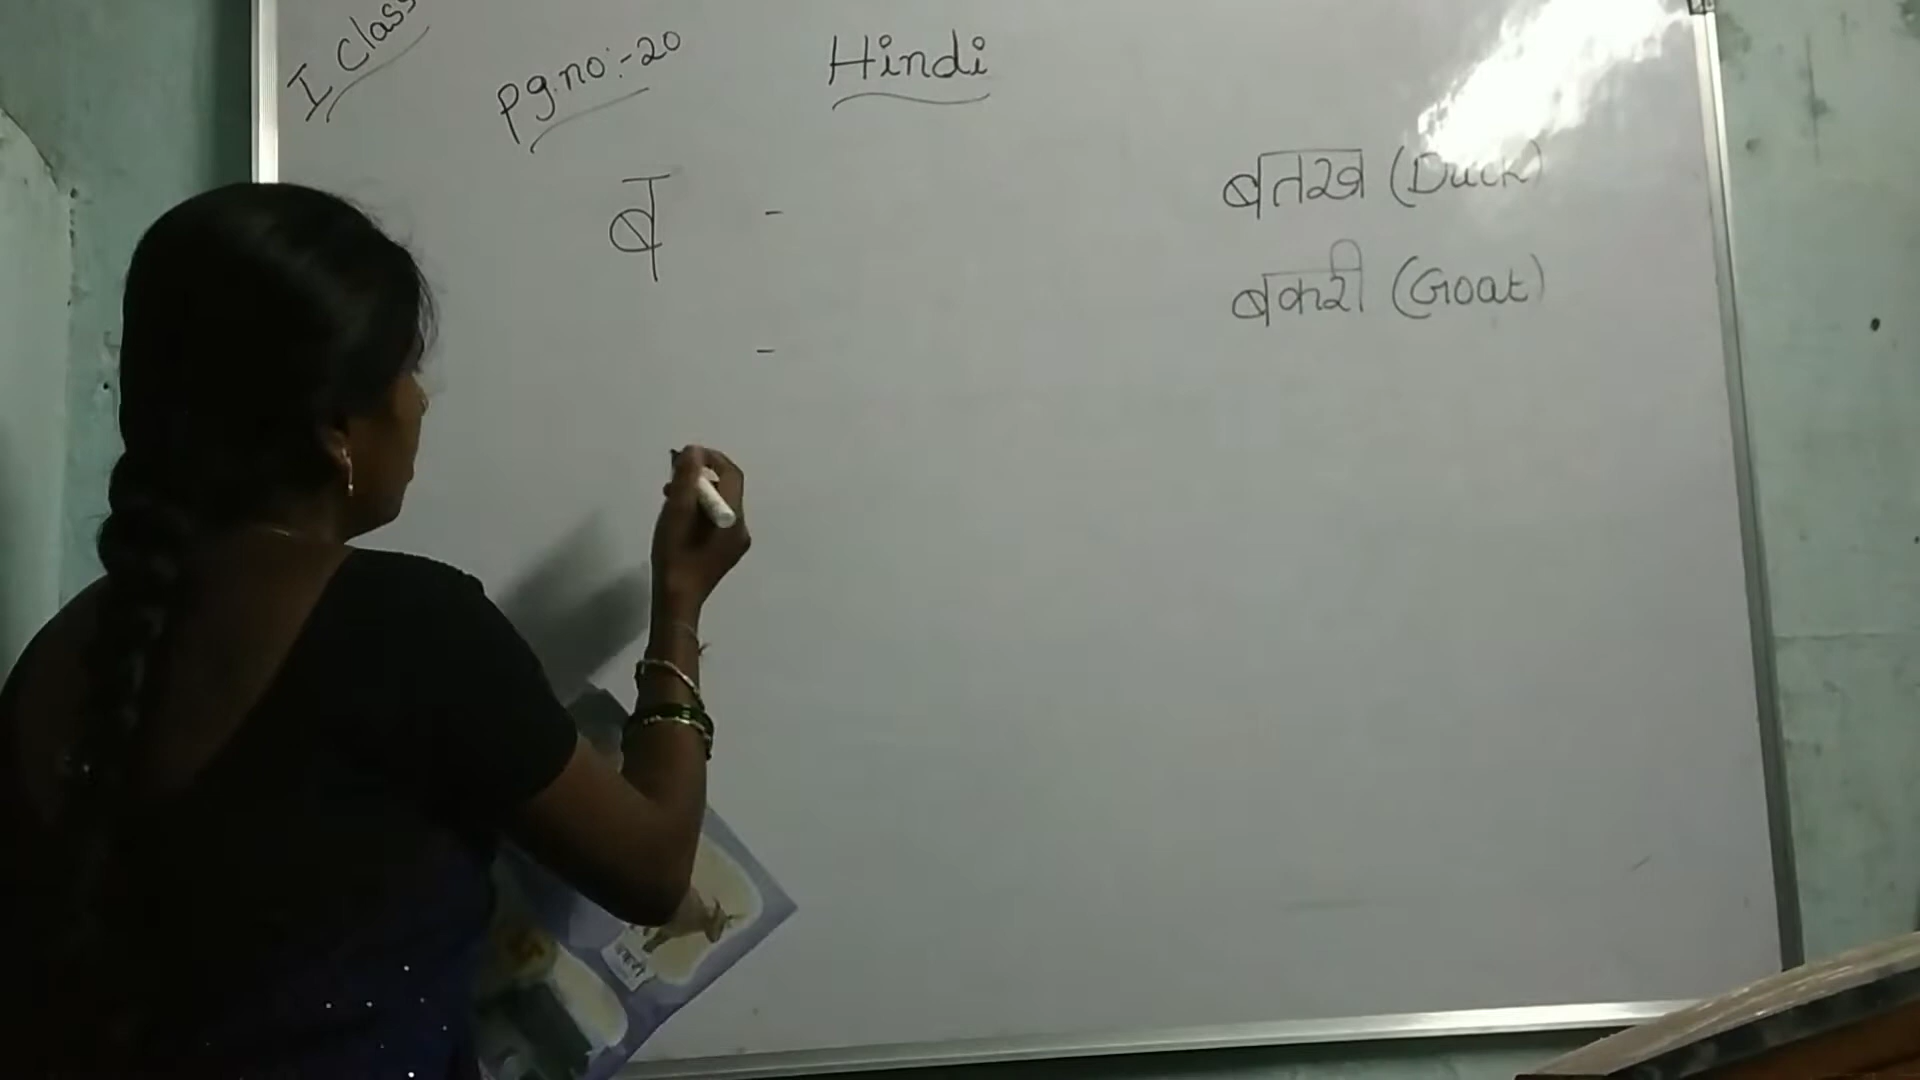 I Class
pg.no:-20
Hindi
ब -
बतख (Duck)
बकरी (Goat)
-